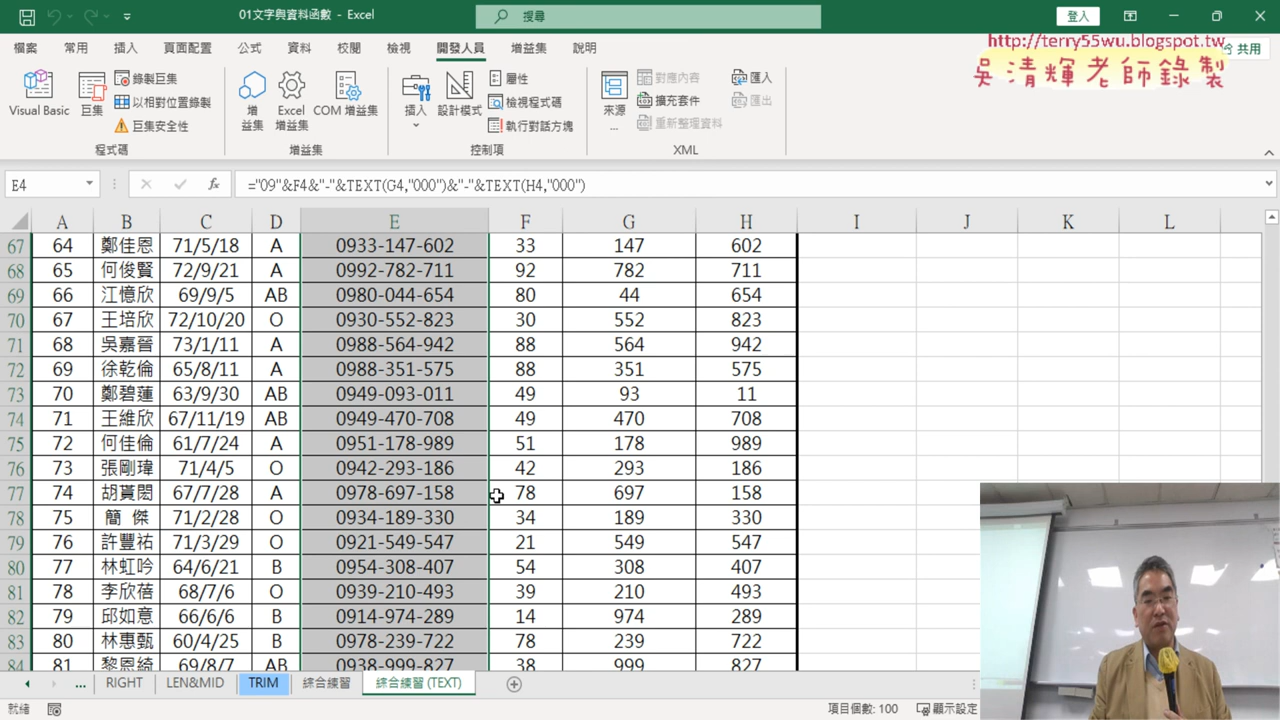 01文字與資料函數 - Excel
搜尋
登入
檔案 常用 插入 頁面配置 公式 資料 校閱 檢視 開發人員 增益集 說明
共用
http://terry55wu.blogspot.tw
吳清輝老師錄製
Visual Basic 巨集 錄製巨集 以相對位置錄製 巨集安全性
增益集 Excel 增益集 COM 增益集
插入 設計模式 屬性 檢視程式碼 執行對話方塊
來源... 對應內容 擴充套件 重新整理資料 匯入 匯出
程式碼 增益集 控制項 XML
E4 fx ="09"&F4&"-"&TEXT(G4,"000")&"-"&TEXT(H4,"000")
A B C D E F G H I J K L
67 64 鄭佳恩 71/5/18 A 0933-147-602 33 147 602
68 65 何俊賢 72/9/21 A 0992-782-711 92 782 711
69 66 江憶欣 69/9/5 AB 0980-044-654 80 44 654
70 67 王培欣 72/10/20 O 0930-552-823 30 552 823
71 68 吳嘉晉 73/1/11 A 0988-564-942 88 564 942
72 69 徐乾倫 65/8/11 A 0988-351-575 88 351 575
73 70 鄭碧蓮 63/9/30 AB 0949-093-011 49 93 11
74 71 王維欣 67/11/19 AB 0949-470-708 49 470 708
75 72 何佳倫 61/7/24 A 0951-178-989 51 178 989
76 73 張剛瑋 71/4/5 O 0942-293-186 42 293 186
77 74 胡黃閎 67/7/28 A 0978-697-158 78 697 158
78 75 簡 傑 71/2/28 O 0934-189-330 34 189 330
79 76 許豐祐 71/3/29 O 0921-549-547 21 549 547
80 77 林虹吟 64/6/21 B 0954-308-407 54 308 407
81 78 李欣蓓 68/7/6 O 0939-210-493 39 210 493
82 79 邱如意 66/6/6 B 0914-974-289 14 974 289
83 80 林惠甄 60/4/25 B 0978-239-722 78 239 722
84 81 黎恩綺 69/8/7 AB 0938-999-827 38 999 827
... RIGHT LEN&MID TRIM 綜合練習 綜合練習 (TEXT)
就緒 項目個數: 100 顯示設定